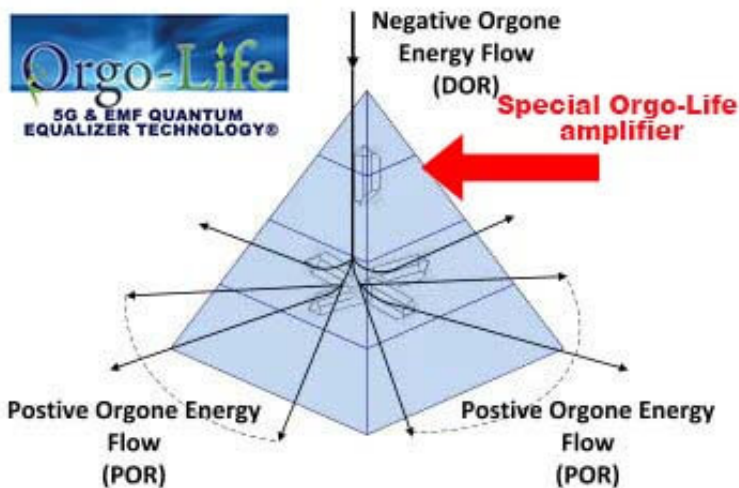 Orgo-Life
5G & EMF QUANTUM
EQUALIZER TECHNOLOGY®
Negative Orgone
Energy Flow
(DOR)
Special Orgo-Life
amplifier
Postive Orgone Energy
Flow
(POR)
Postive Orgone Energy
Flow
(POR)